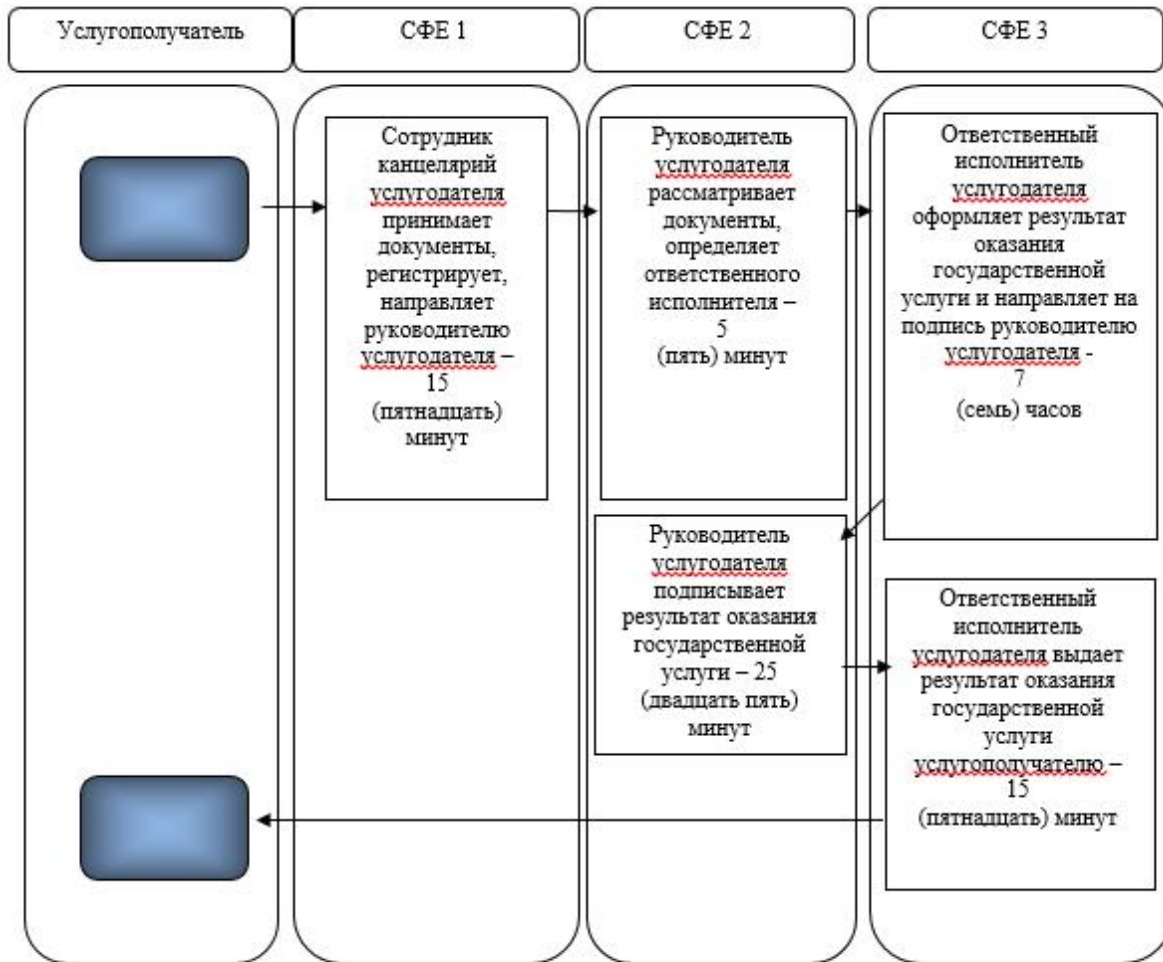 Услугополучатель
СФЕ 1
СФЕ 2
СФЕ 3
Сотрудник
канцелярий
услугодателя
принимает
документы,
регистрирует,
направляет
руководителю
услугодателя –
15
(пятнадцать)
минут
Руководитель
услугодателя
рассматривает
документы,
определяет
ответственного
исполнителя –
5
(пять) минут
Ответственный
исполнитель
услугодателя
оформляет результат
оказания
государственной
услуги и направляет на
подпись руководителю
услугодателя -
7
(семь) часов
Руководитель
услугодателя
подписывает
результат оказания
государственной
услуги – 25
(двадцать пять)
минут
Ответственный
исполнитель
услугодателя выдает
результат оказания
государственной
услуги
услугополучателю –
15
(пятнадцать) минут